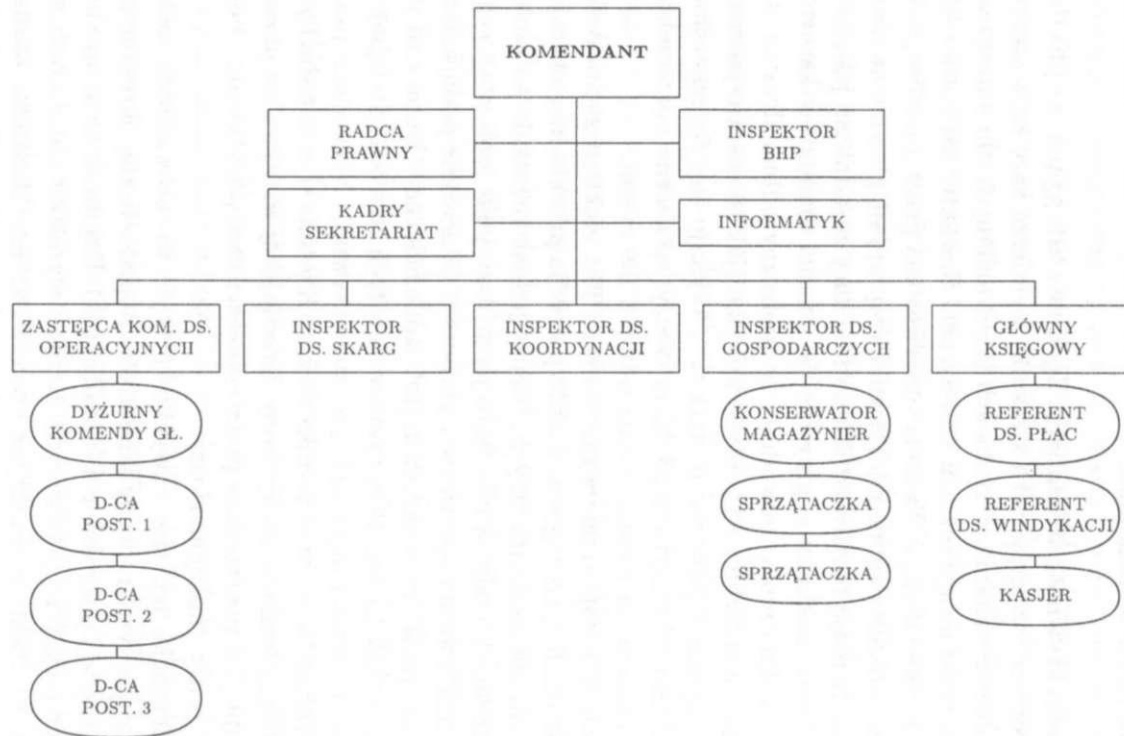 KOMENDANT
RADCA
PRAWNY
INSPEKTOR
BHP
KADRY
SEKRETARIAT
INFORMATYK
ZASTĘPCA KOM. DS.
OPERACYJNYCH
INSPEKTOR
DS. SKARG
INSPEKTOR DS.
KOORDYNACJI
INSPEKTOR DS.
GOSPODARCZYCH
GŁÓWNY
KSIĘGOWY
DYŻURNY
KOMENDY GŁ.
D-CA
POST. 1
D-CA
POST. 2
D-CA
POST. 3
KONSERWATOR
MAGAZYNIER
SPRZĄTACZKA
SPRZĄTACZKA
REFERENT
DS. PŁAC
REFERENT
DS. WINDYKACJI
KASJER